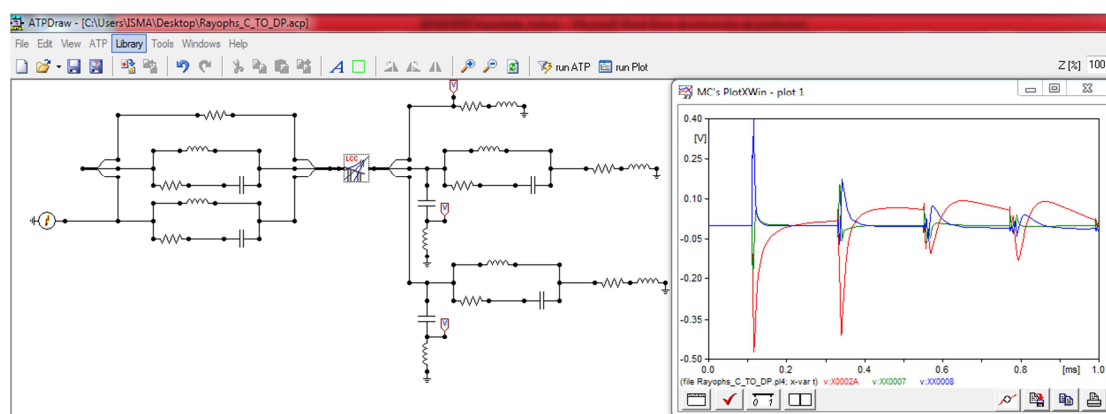 ATPDraw - [C:\Users\ISMA\Desktop\Rayophs_C_TO_DP.acp]
File Edit View ATP Library Tools Windows Help
A run ATP run Plot Z [%] 100
LCC
V
V
V
MC's PlotXWin - plot 1
0.40
[V]
0.25
0.10
-0.05
-0.20
-0.35
-0.50
0.0 0.2 0.4 0.6 0.8 [ms] 1.0
(file Rayophs_C_TO_DP.pl4; x-var t) v:X0002A v:XX0007 v:XX0008
0 1